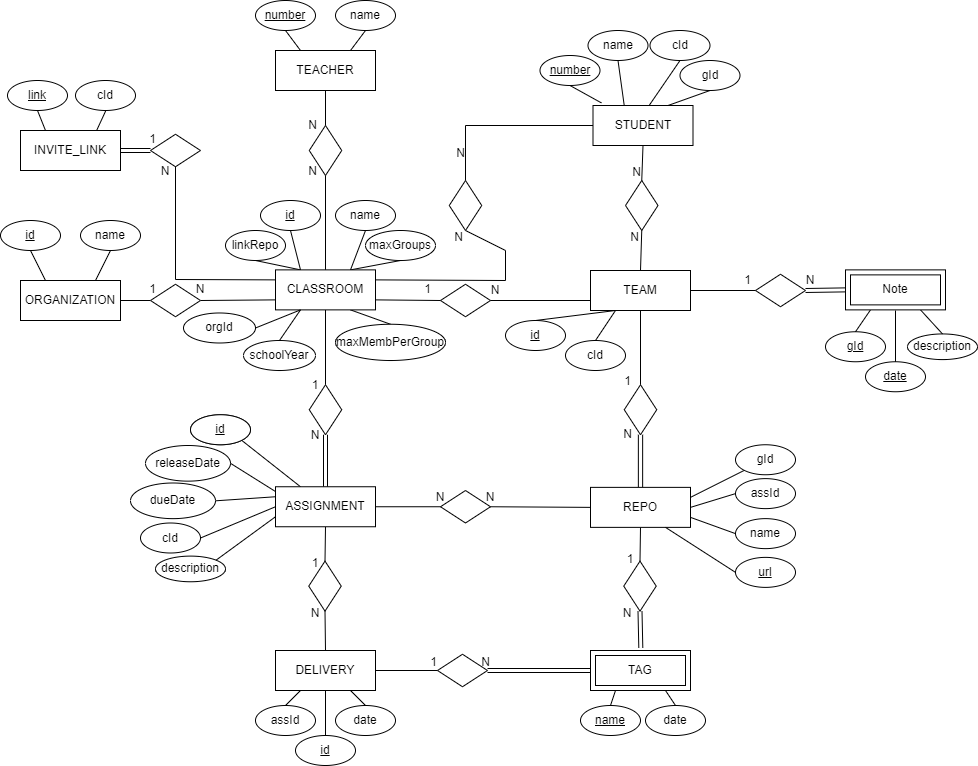 number
name
TEACHER
number
name
cId
gId
STUDENT
link
cId
INVITE_LINK
1
N
N
N
N
N
N
N
id
name
ORGANIZATION
1
N
id
name
linkRepo
maxGroups
CLASSROOM
orgId
schoolYear
maxMembPerGroup
1
N
TEAM
id
cId
1
N
Note
gId
date
description
1
N
1
N
id
releaseDate
dueDate
cId
description
ASSIGNMENT
N
N
REPO
gId
assId
name
url
1
N
1
N
DELIVERY
assId
id
date
1
N
TAG
name
date